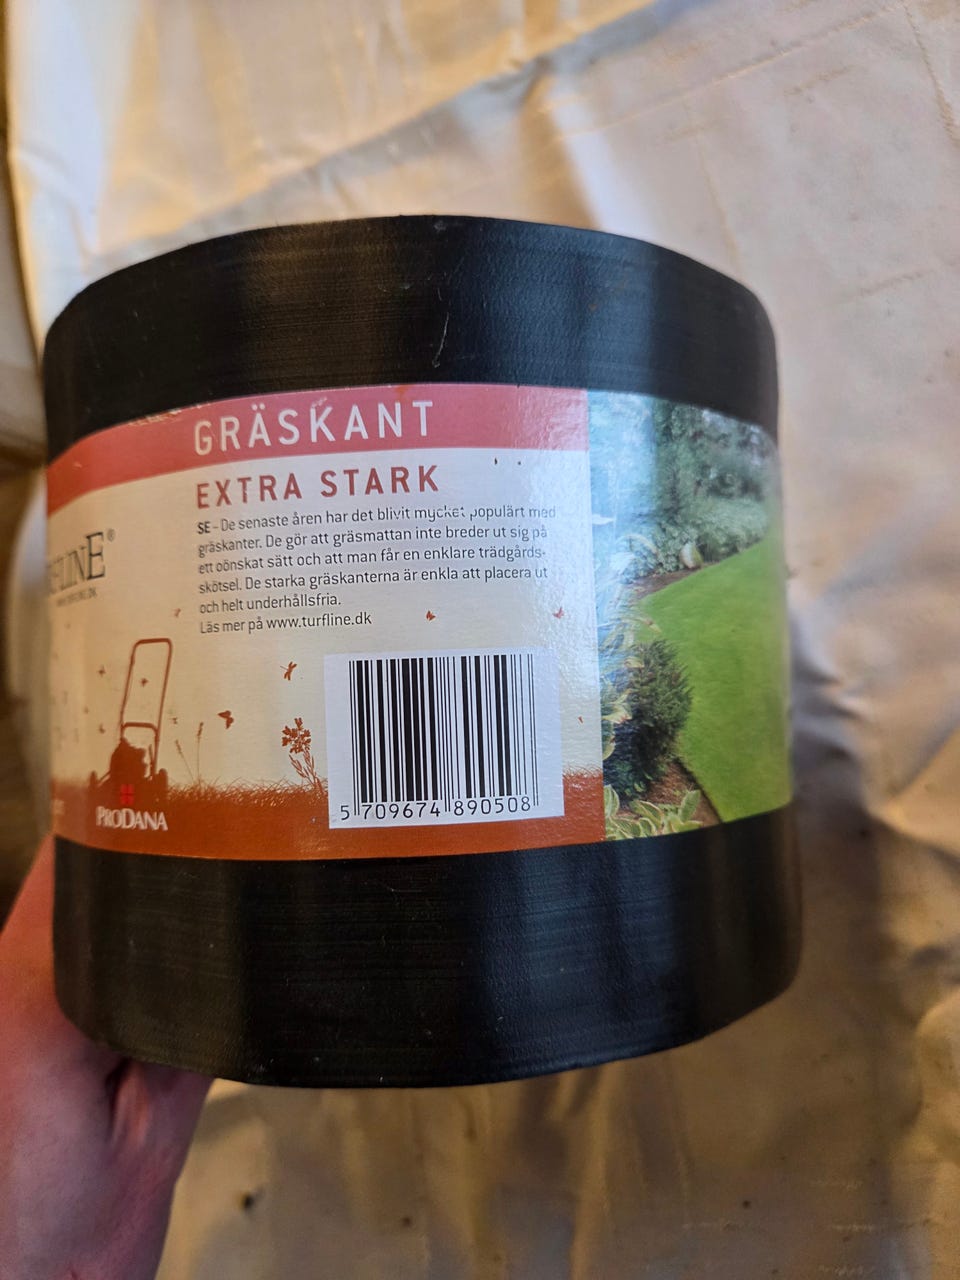 GRÄSKANT
EXTRA STARK
SE - De senaste åren har det blivit mycket populärt med
gräskanter. De gör att gräsmattan inte breder ut sig på
ett oönskat sätt och att man får en enklare trädgårds-
skötsel. De starka gräskanterna är enkla att placera ut
och helt underhållsfria.
Läs mer på www.turfline.dk
PRODANA
5 709674 890508